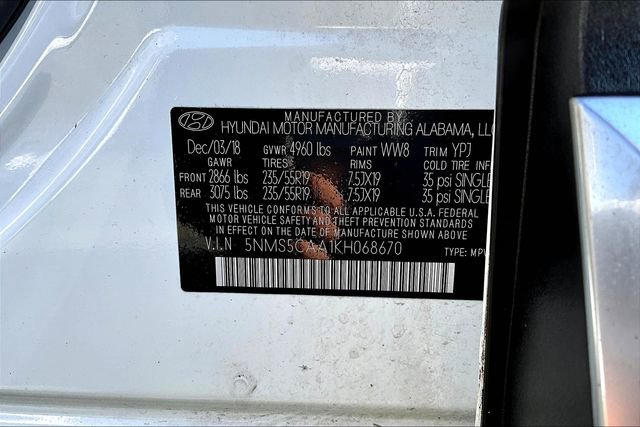 MANUFACTURED BY
HYUNDAI MOTOR MANUFACTURING ALABAMA, LLC
Dec/03/18 GVWR 4960 lbs PAINT WW8 TRIM YPJ
GAWR TIRES RIMS COLD TIRE INF
FRONT 2866 lbs 235/55R19 7.5JX19 35 psi SINGLE
REAR 3075 lbs 235/55R19 7.5JX19 35 psi SINGLE
THIS VEHICLE CONFORMS TO ALL APPLICABLE U.S.A. FEDERAL
MOTOR VEHICLE SAFETY AND THEFT PREVENTION STANDARDS
IN EFFECT ON THE DATE OF MANUFACTURE SHOWN ABOVE
V.I.N 5NMS5CAA1KH068670 TYPE: MPV